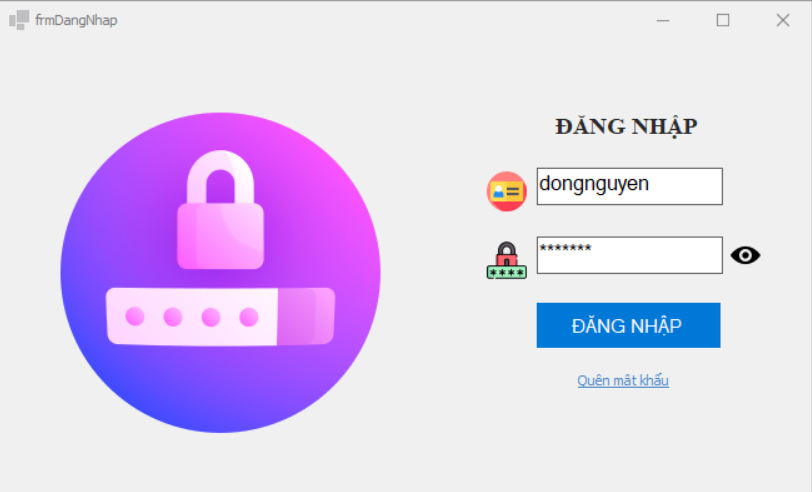 frmDangNhap
ĐĂNG NHẬP
dongnguyen
*******
****
ĐĂNG NHẬP
Quên mật khẩu